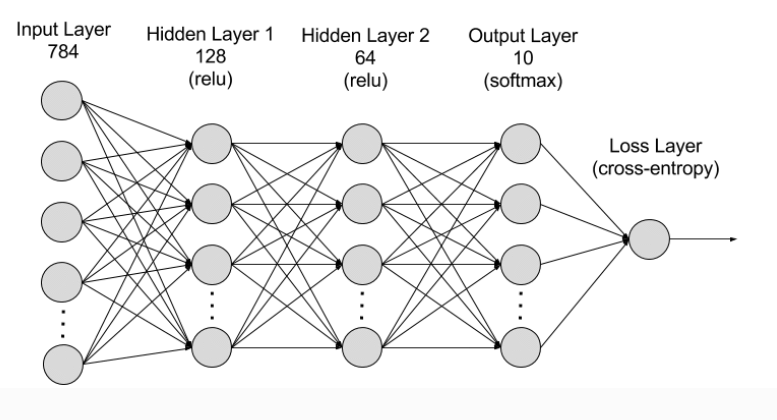 Input Layer
784
Hidden Layer 1
128
(relu)
Hidden Layer 2
64
(relu)
Output Layer
10
(softmax)
Loss Layer
(cross-entropy)